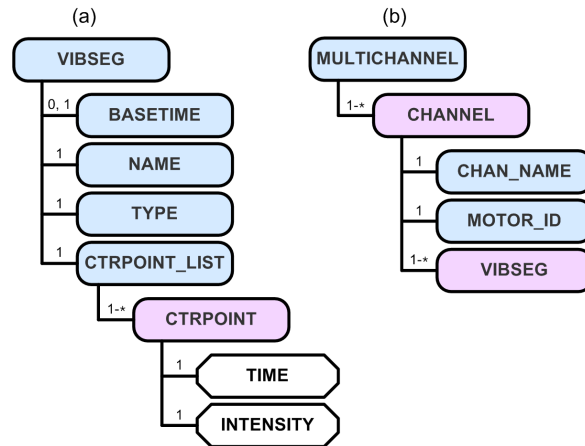 (a)
VIBSEG
0, 1
BASETIME
1
NAME
1
TYPE
1
CTRPOINT_LIST
1-*
CTRPOINT
1
TIME
1
INTENSITY
(b)
MULTICHANNEL
1-*
CHANNEL
1
CHAN_NAME
1
MOTOR_ID
1-*
VIBSEG